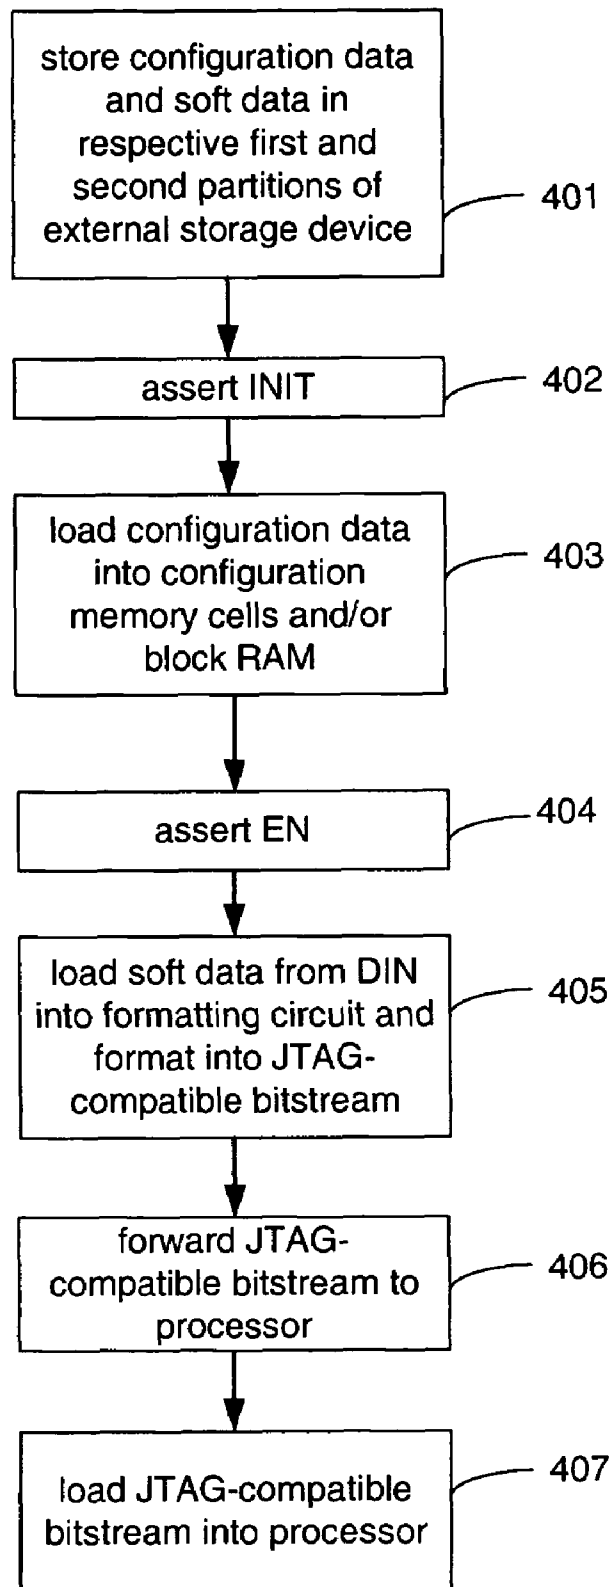 store configuration data
and soft data in
respective first and
second partitions of
external storage device
401
assert INIT
402
load configuration data
into configuration
memory cells and/or
block RAM
403
assert EN
404
load soft data from DIN
into formatting circuit and
format into JTAG-
compatible bitstream
405
forward JTAG-
compatible bitstream to
processor
406
load JTAG-compatible
bitstream into processor
407